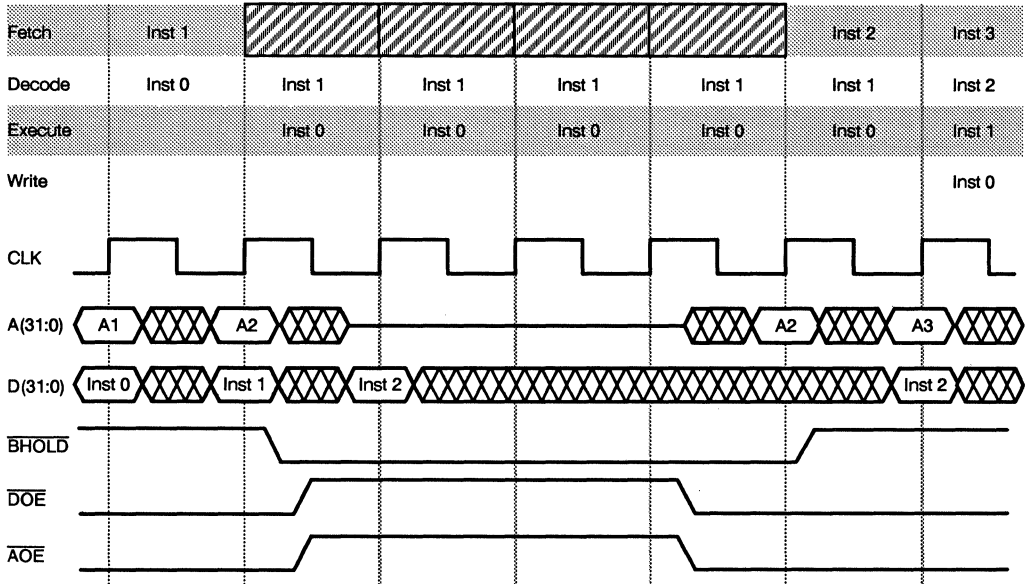 Fetch Inst 1 Inst 2 Inst 3
Decode Inst 0 Inst 1 Inst 1 Inst 1 Inst 1 Inst 1 Inst 2
Execute Inst 0 Inst 0 Inst 0 Inst 0 Inst 0 Inst 1
Write Inst 0
CLK
A(31:0) A1 A2 A2 A3
D(31:0) Inst 0 Inst 1 Inst 2 Inst 2
BHOLD
DOE
AOE